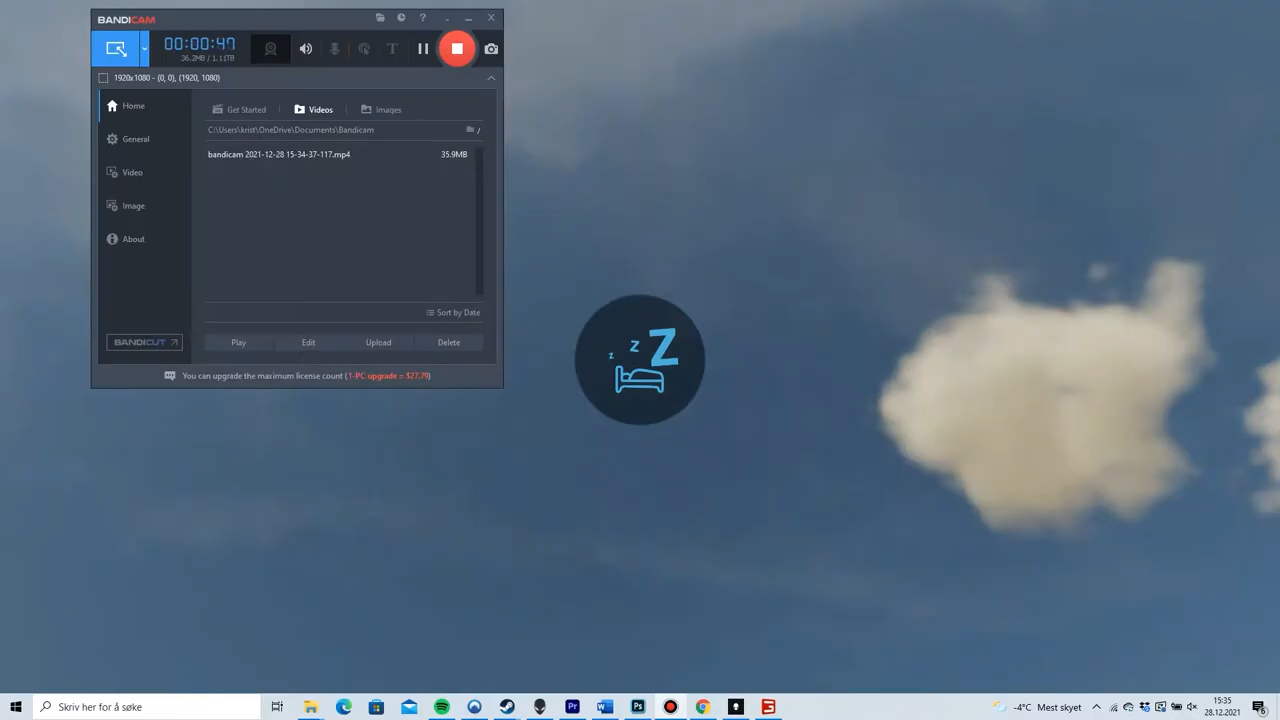 BANDICAM
00:00:47
36.2MB / 1.11TB
1920x1080 - (0, 0), (1920, 1080)
Home
General
Video
Image
About
BANDICUT
Get Started
Videos
Images
C:\Users\krist\OneDrive\Documents\Bandicam
bandicam 2021-12-28 15-34-37-117.mp4 35.9MB
Sort by Date
Play Edit Upload Delete
You can upgrade the maximum license count (1-PC upgrade = $27.79)
z z Z
Skriv her for å søke
-4°C Mest skyet
15:35
28.12.2021